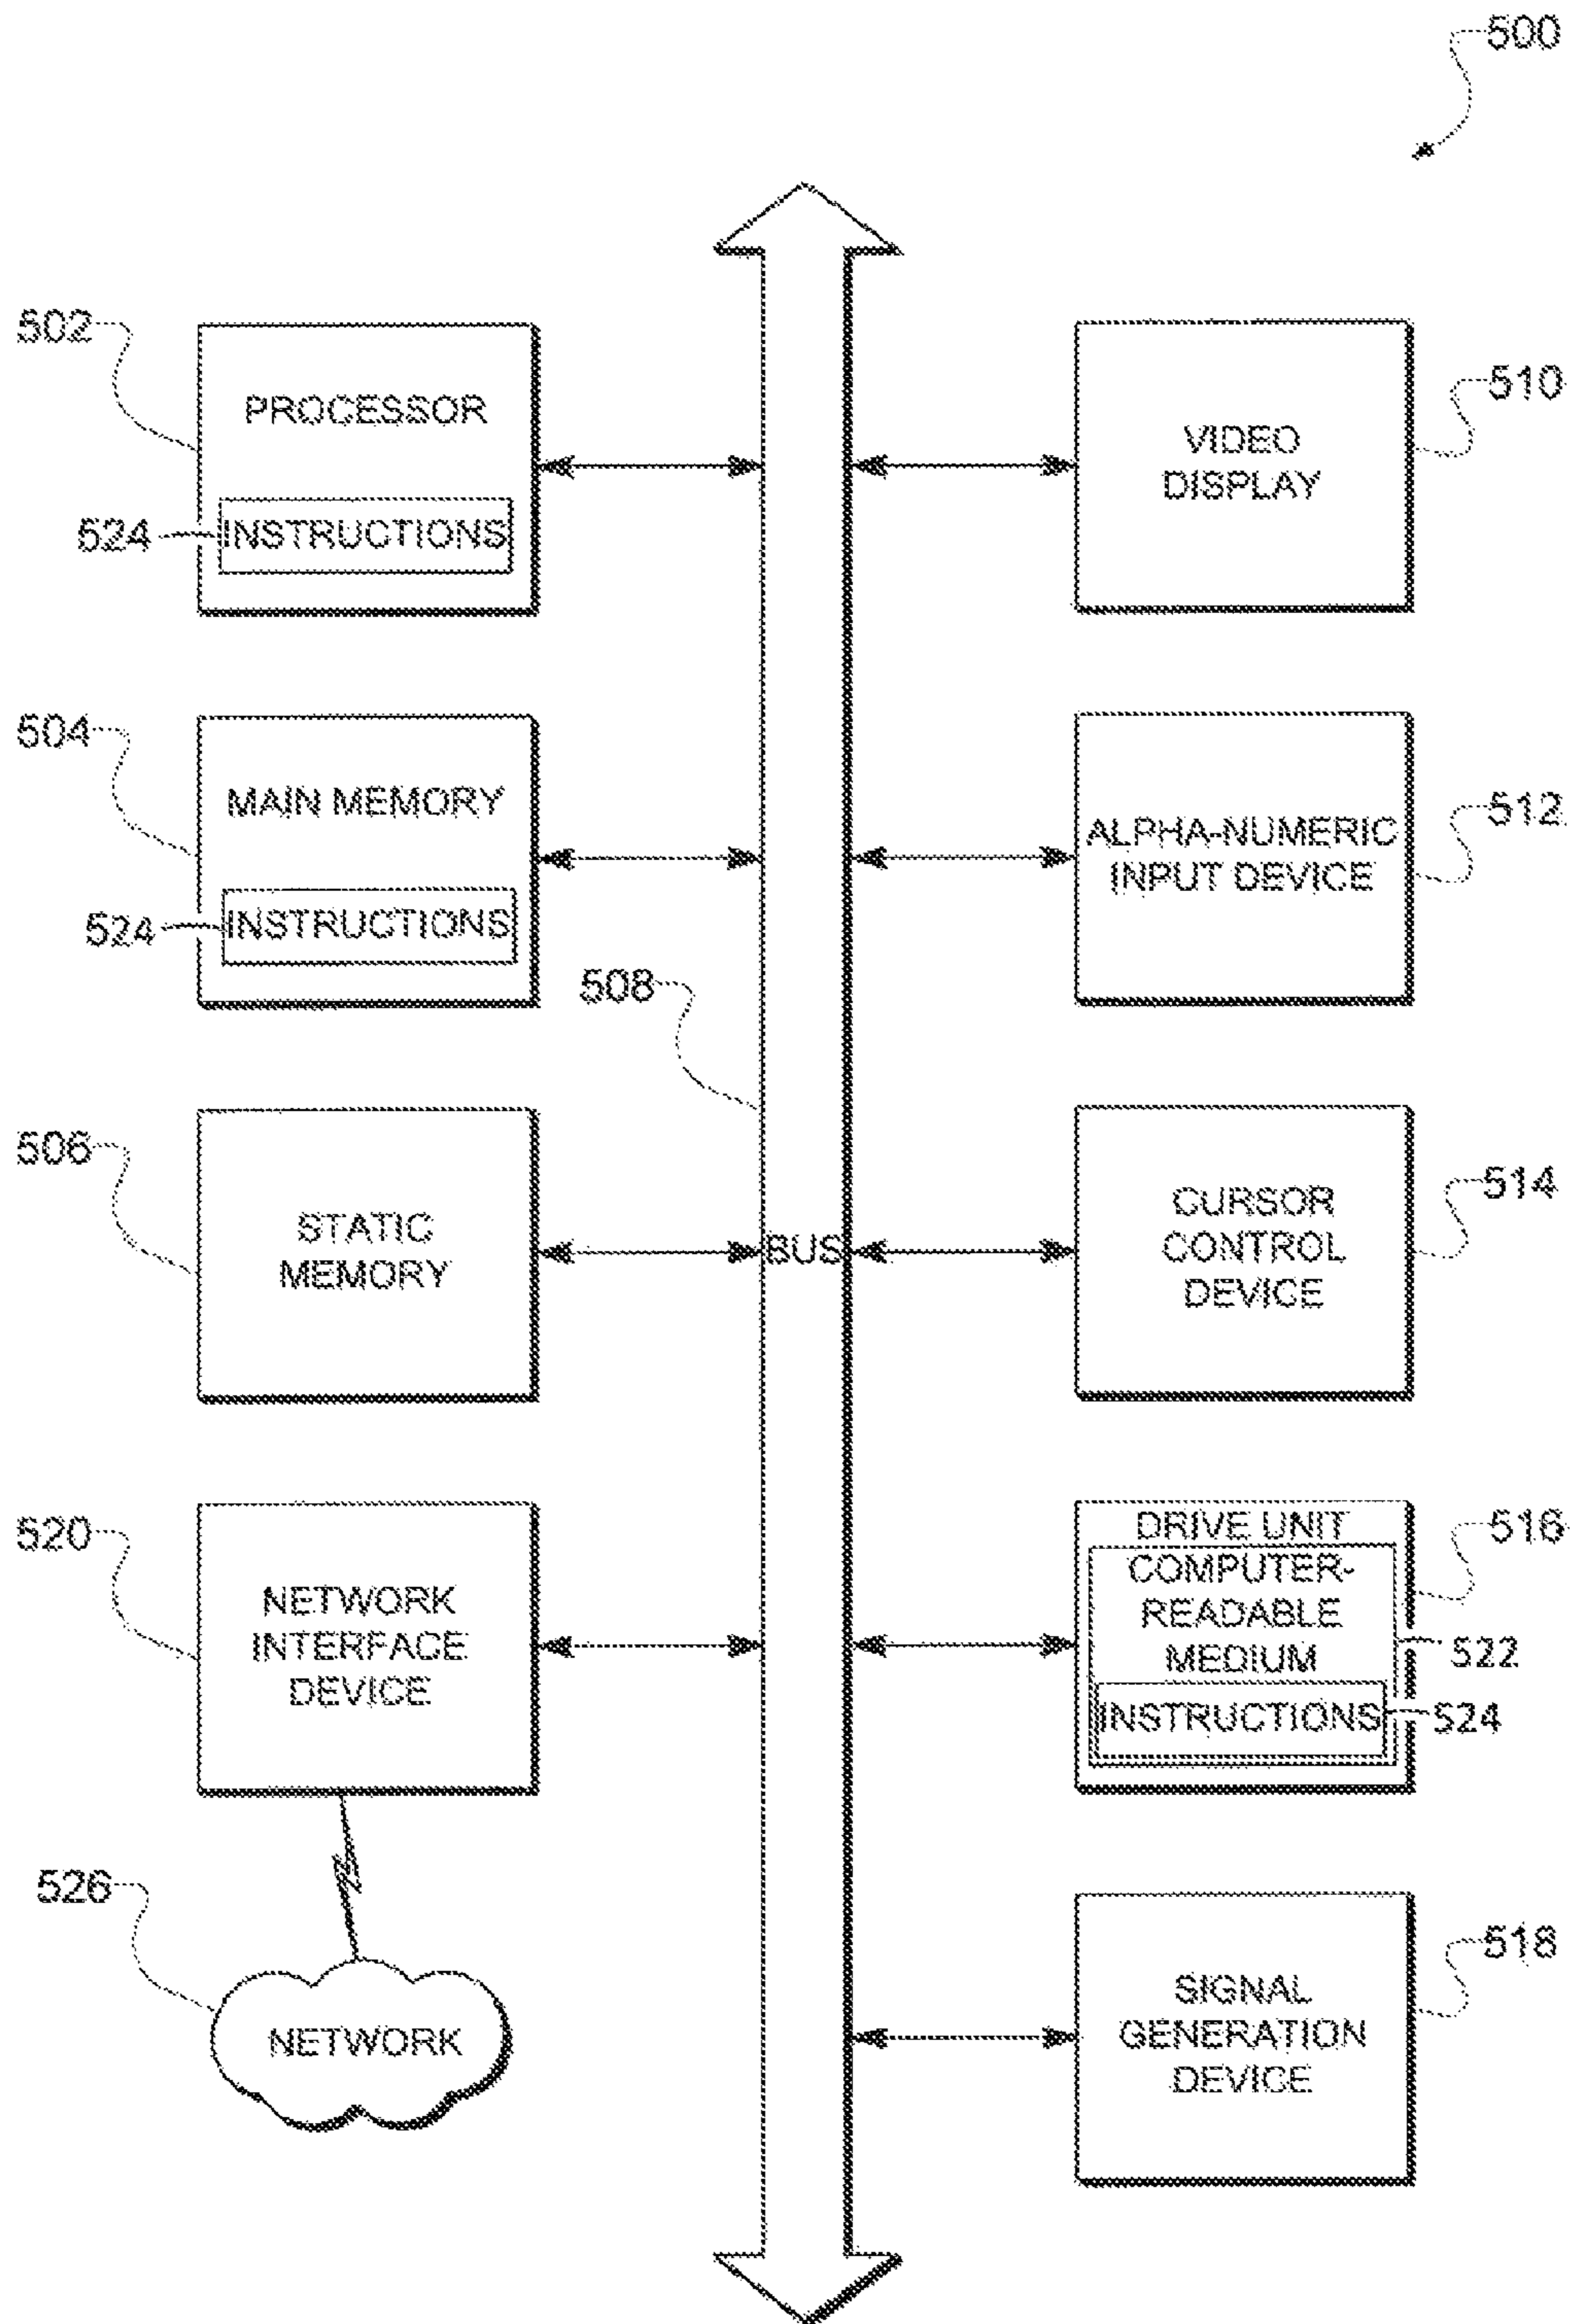 500
502
PROCESSOR
524
INSTRUCTIONS
510
VIDEO
DISPLAY
504
MAIN MEMORY
524
INSTRUCTIONS
512
ALPHA-NUMERIC
INPUT DEVICE
508
506
STATIC
MEMORY
BUS
514
CURSOR
CONTROL
DEVICE
520
NETWORK
INTERFACE
DEVICE
516
DRIVE UNIT
COMPUTER-
READABLE
MEDIUM
522
INSTRUCTIONS
524
526
NETWORK
518
SIGNAL
GENERATION
DEVICE